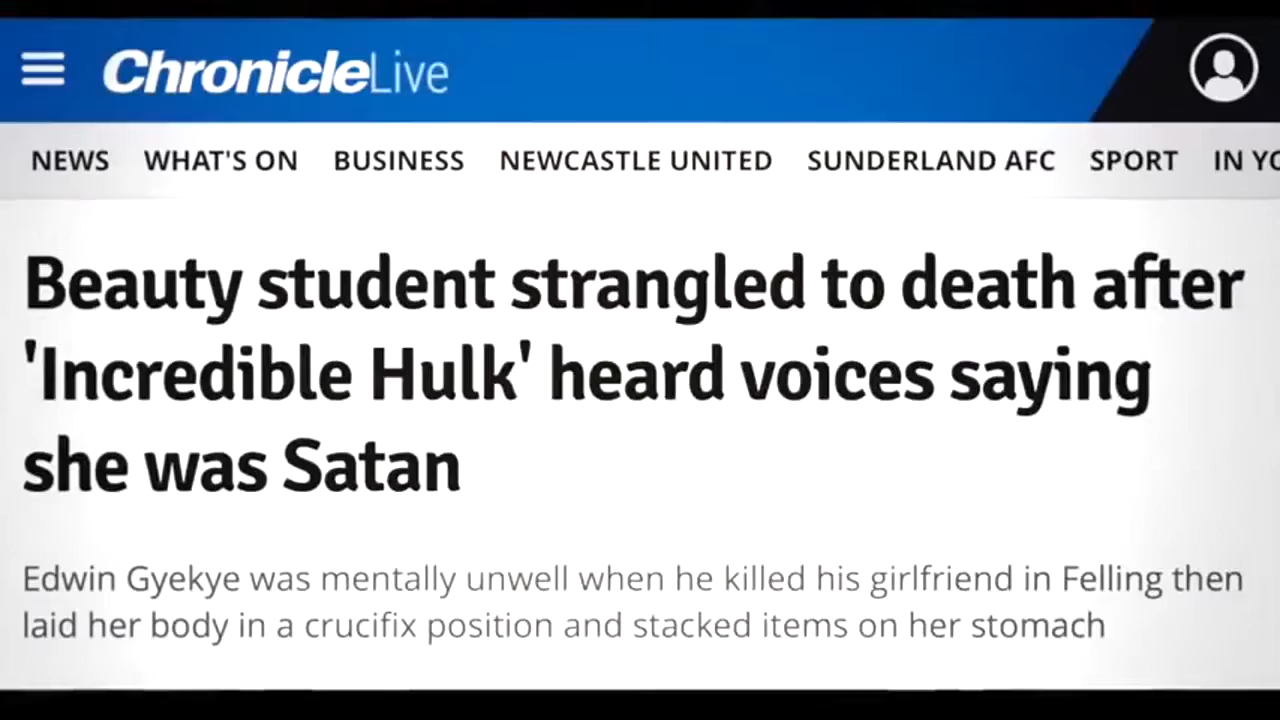 ChronicleLive
NEWS WHAT'S ON BUSINESS NEWCASTLE UNITED SUNDERLAND AFC SPORT IN YO
Beauty student strangled to death after
'Incredible Hulk' heard voices saying
she was Satan
Edwin Gyekye was mentally unwell when he killed his girlfriend in Felling then
laid her body in a crucifix position and stacked items on her stomach